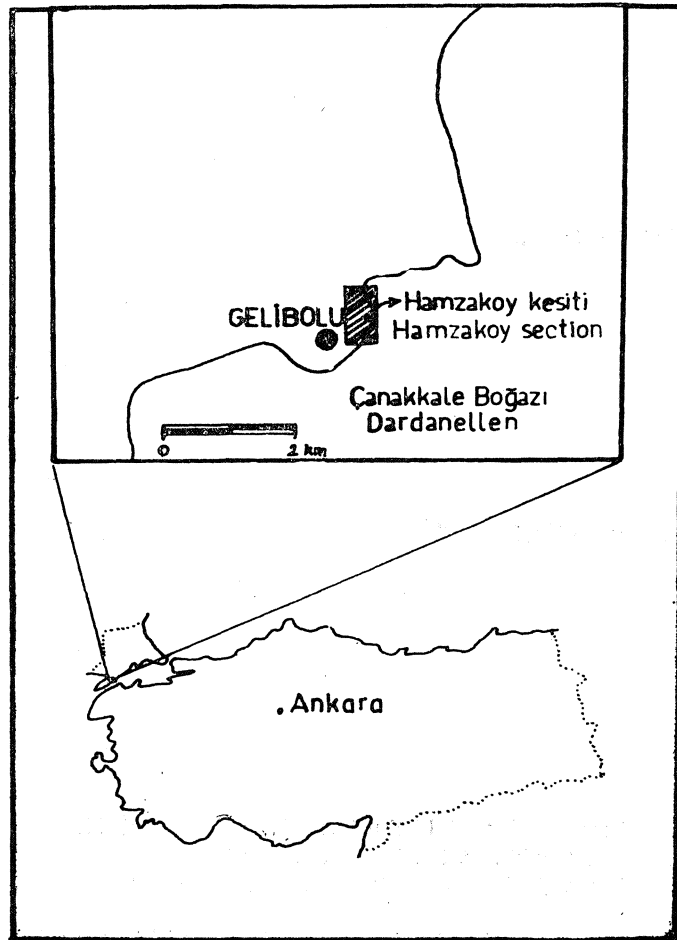 GELİBOLU
Hamzakoy kesiti
Hamzakoy section
Çanakkale Boğazı
Dardanellen
0 2 km
Ankara